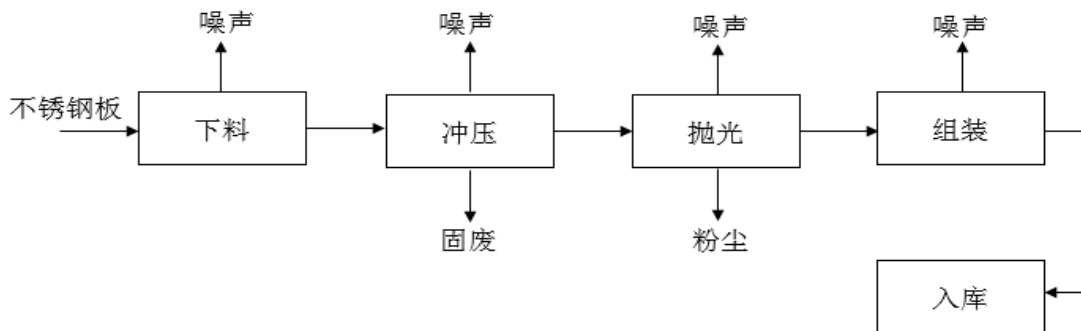 噪声 噪声 噪声 噪声
不锈钢板
下料 冲压 抛光 组装
固废 粉尘
入库